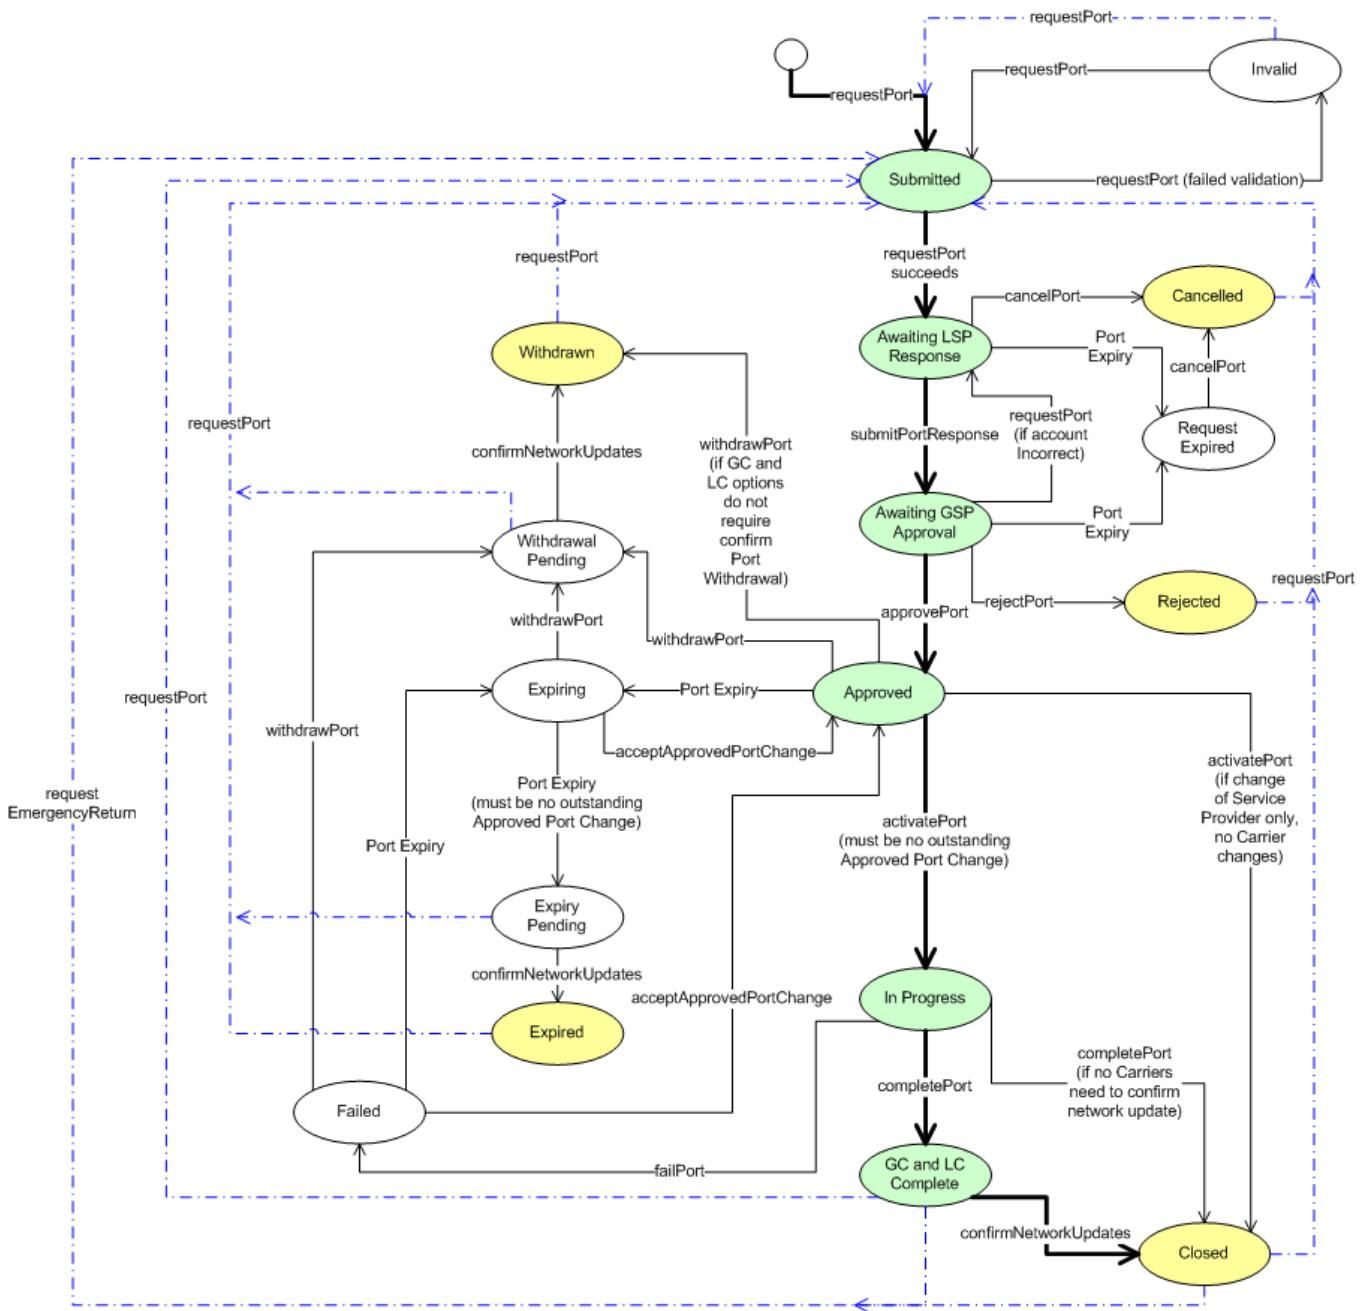 requestPort
requestPort
Invalid
requestPort
Submitted
requestPort (failed validation)
requestPort
succeeds
requestPort
cancelPort
Cancelled
Awaiting LSP
Response
Port
Expiry
cancelPort
Withdrawn
requestPort
requestPort
(if account
Incorrect)
Request
Expired
submitPortResponse
withdrawPort
(if GC and
LC options
do not
require
confirm
Port
Withdrawal)
confirmNetworkUpdates
Awaiting GSP
Approval
Port
Expiry
Withdrawal
Pending
requestPort
rejectPort
Rejected
approvePort
withdrawPort
withdrawPort
requestPort
Expiring
Port Expiry
Approved
withdrawPort
acceptApprovedPortChange
activatePort
(if change
of Service
Provider only,
no Carrier
changes)
request
EmergencyReturn
Port Expiry
(must be no outstanding
Approved Port Change)
activatePort
(must be no outstanding
Approved Port Change)
Port Expiry
Expiry
Pending
confirmNetworkUpdates
acceptApprovedPortChange
In Progress
Expired
completePort
(if no Carriers
need to confirm
network update)
completePort
Failed
failPort
GC and LC
Complete
confirmNetworkUpdates
Closed